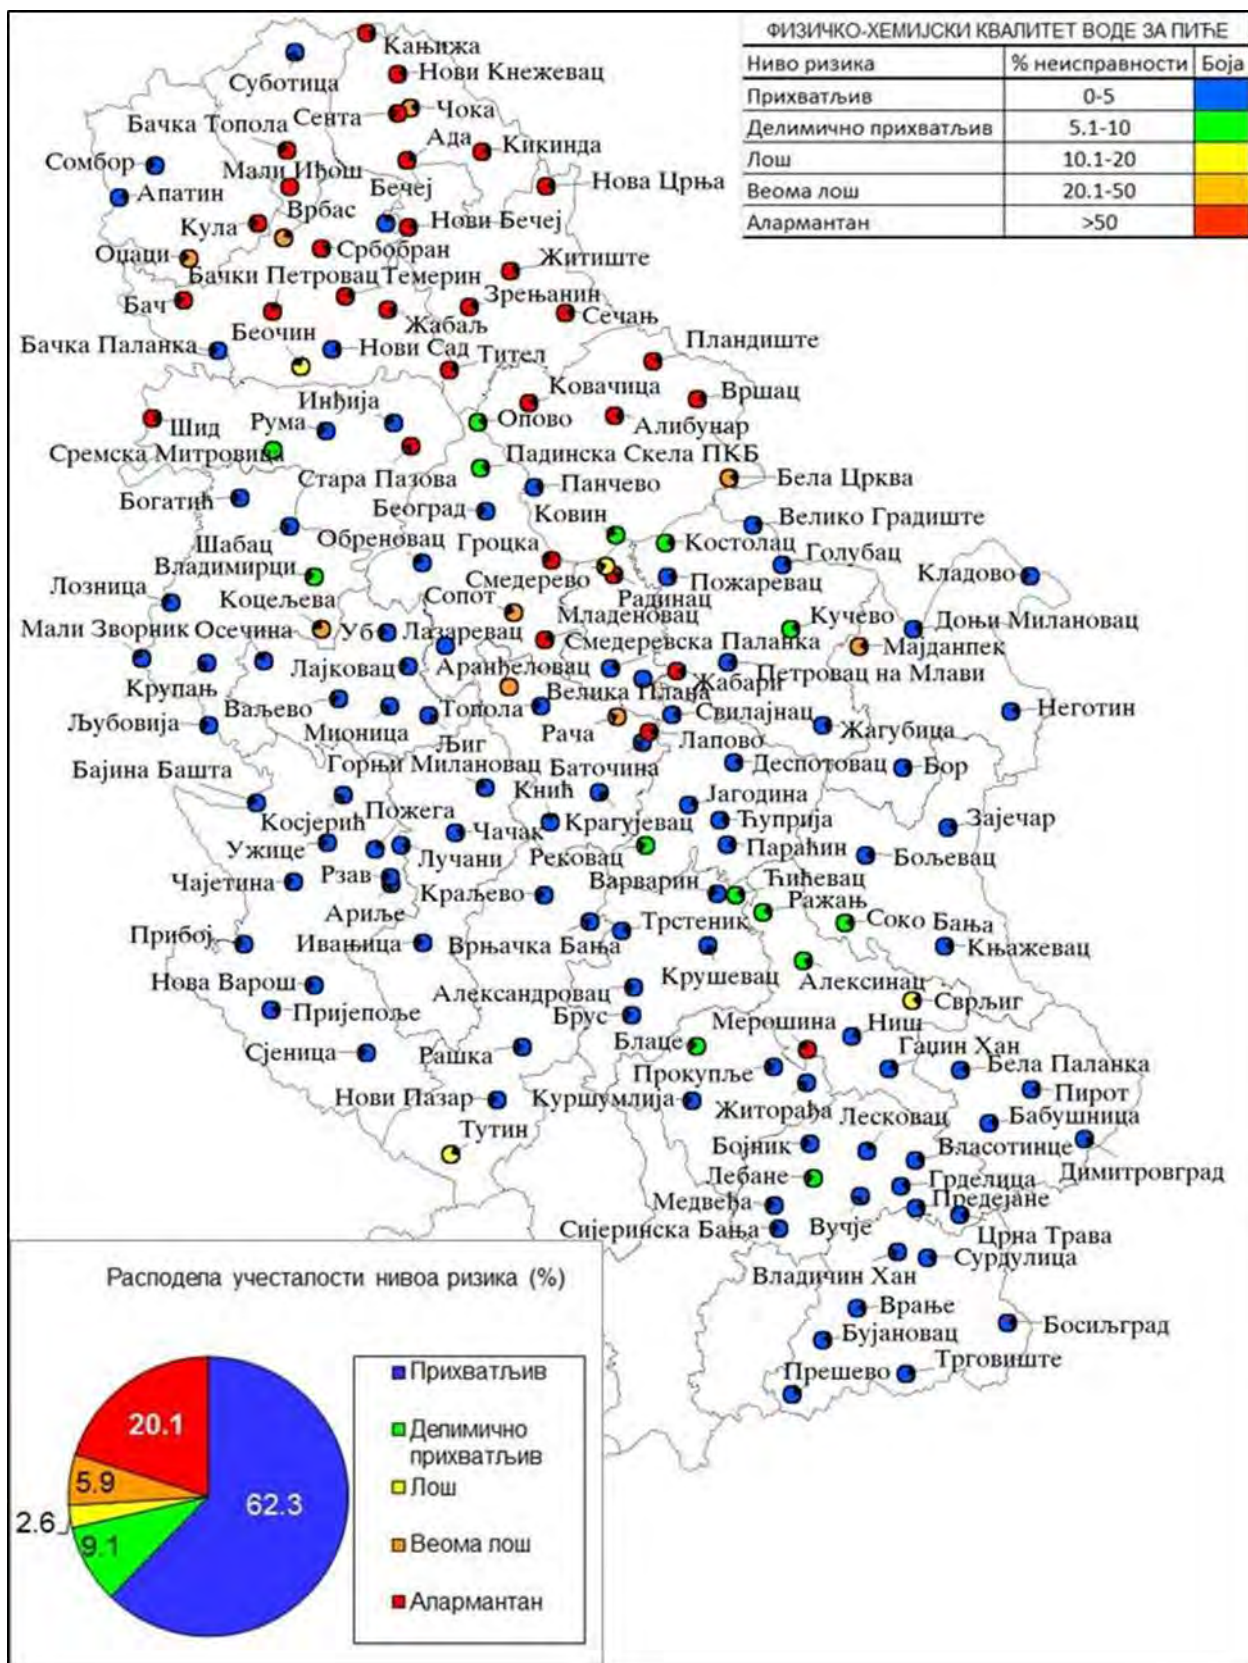 ФИЗИЧКО-ХЕМИЈСКИ КВАЛИТЕТ ВОДЕ ЗА ПИЋЕ
Ниво ризика % неисправности Боја
Прихватљив 0-5
Делимично прихватљив 5.1-10
Лош 10.1-20
Веома лош 20.1-50
Алармантан >50
Кањижа
Суботица
Нови Кнежевац
Чока
Сента
Бачка Топола
Ада
Кикинда
Сомбор
Мали Иђош
Бечеј
Нова Црња
Апатин
Врбас
Кула
Нови Бечеј
Србобран
Оџаци
Житиште
Бачки Петровац
Темерин
Бач
Зрењанин
Сечањ
Жабаљ
Беочин
Бачка Паланка
Нови Сад
Тител
Пландиште
Ковачица
Вршац
Инђија
Шид
Рума
Опово
Алибунар
Сремска Митровица
Падинска Скела ПКБ
Стара Пазова
Бела Црква
Богатић
Панчево
Београд
Ковин
Велико Градиште
Шабац
Обреновац
Гроцка
Костолац
Голубац
Владимирци
Смедерево
Пожаревац
Кладово
Лозница
Коцељева
Сопот
Радинац
Младеновац
Кучево
Доњи Милановац
Мали Зворник
Осечина
Уб
Лазаревац
Смедеревска Паланка
Мајданпек
Крупањ
Лајковац
Аранђеловац
Петровац на Млави
Жабари
Ваљево
Велика Плана
Топола
Свилајнац
Неготин
Љубовија
Мионица
Љиг
Рача
Лапово
Жагубица
Бајина Башта
Горњи Милановац
Баточина
Деспотовац
Бор
Кнић
Јагодина
Косјерић
Пожега
Чачак
Крагујевац
Ћуприја
Зајечар
Ужице
Лучани
Рековац
Параћин
Бољевац
Чајетина
Рзав
Краљево
Варварин
Ћићевац
Ариље
Ражањ
Соко Бања
Прибој
Ивањица
Врњачка Бања
Трстеник
Књажевац
Нова Варош
Александровац
Крушевац
Алексинац
Пријепоље
Брус
Сврљиг
Мерошина
Ниш
Сјеница
Рашка
Блаце
Гаџин Хан
Бела Паланка
Прокупље
Пирот
Нови Пазар
Куршумлија
Житорађа
Лесковац
Бабушница
Тутин
Бојник
Власотинце
Димитровград
Лебане
Грделица
Медвеђа
Предејане
Сијеринска Бања
Вучје
Црна Трава
Сурдулица
Владичин Хан
Врање
Босиљград
Бујановац
Трговиште
Прешево
Расподела учесталости нивоа ризика (%)
20.1
5.9
2.6
9.1
62.3
Прихватљив
Делимично
прихватљив
Лош
Веома лош
Алармантан